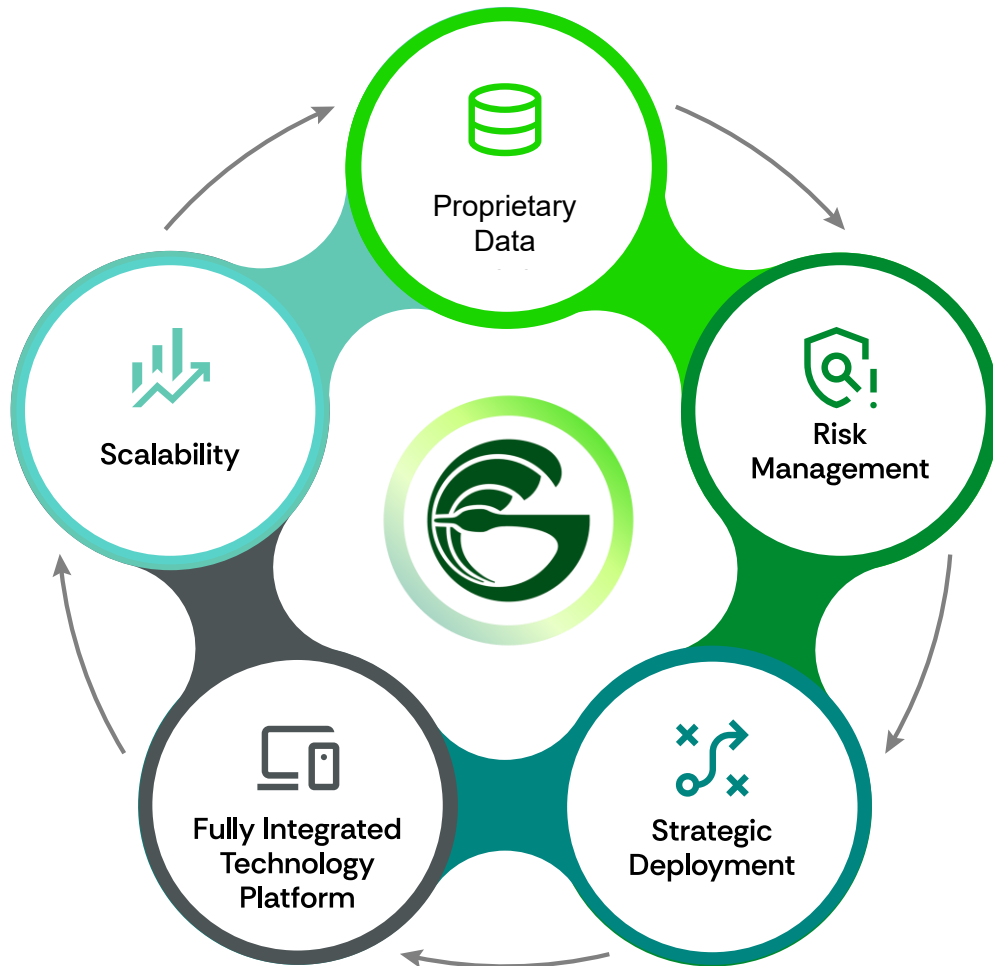 Proprietary
Data
Risk
Management
Strategic
Deployment
Fully Integrated
Technology
Platform
Scalability